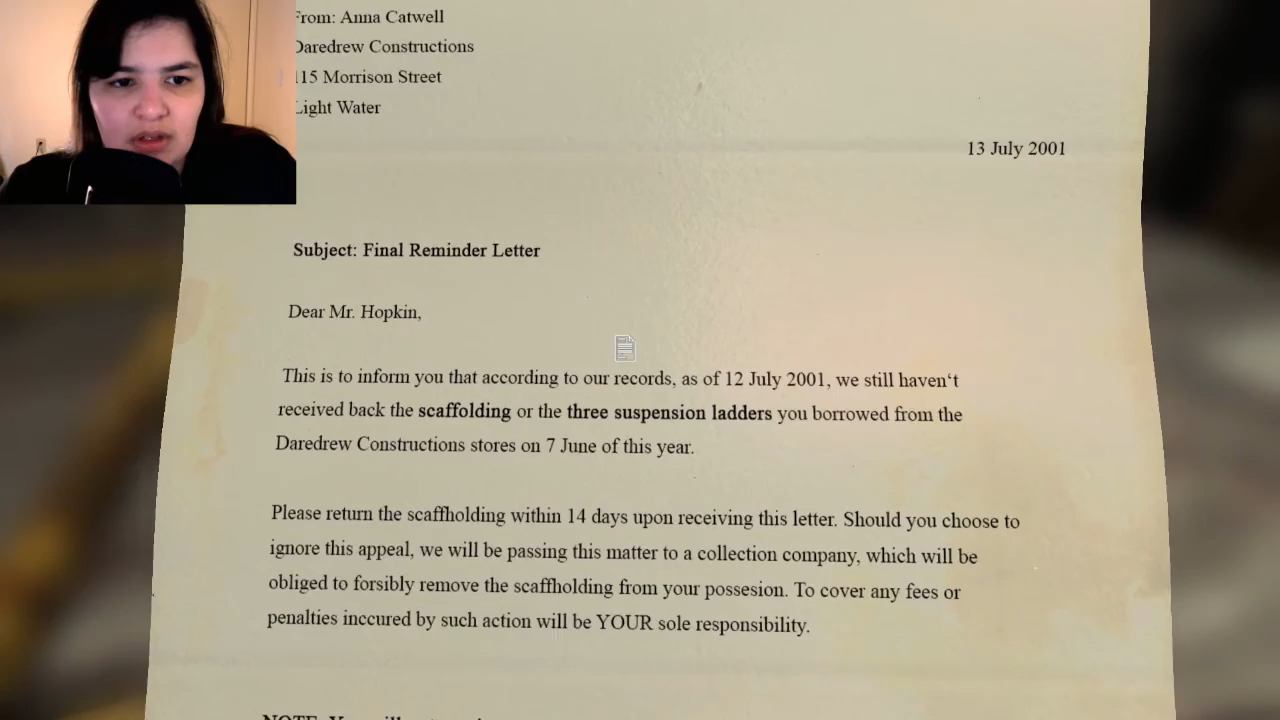 From: Anna Catwell
Daredrew Constructions
115 Morrison Street
Light Water
13 July 2001
Subject: Final Reminder Letter
Dear Mr. Hopkin,
This is to inform you that according to our records, as of 12 July 2001, we still haven‘t
received back the scaffolding or the three suspension ladders you borrowed from the
Daredrew Constructions stores on 7 June of this year.
Please return the scaffholding within 14 days upon receiving this letter. Should you choose to
ignore this appeal, we will be passing this matter to a collection company, which will be
obliged to forsibly remove the scaffholding from your possesion. To cover any fees or
penalties inccured by such action will be YOUR sole responsibility.